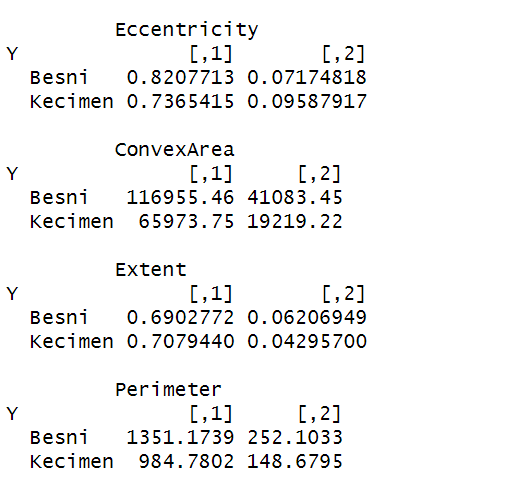 Eccentricity
Y [,1] [,2]
Besni 0.8207713 0.07174818
Kecimen 0.7365415 0.09587917
ConvexArea
Y [,1] [,2]
Besni 116955.46 41083.45
Kecimen 65973.75 19219.22
Extent
Y [,1] [,2]
Besni 0.6902772 0.06206949
Kecimen 0.7079440 0.04295700
Perimeter
Y [,1] [,2]
Besni 1351.1739 252.1033
Kecimen 984.7802 148.6795